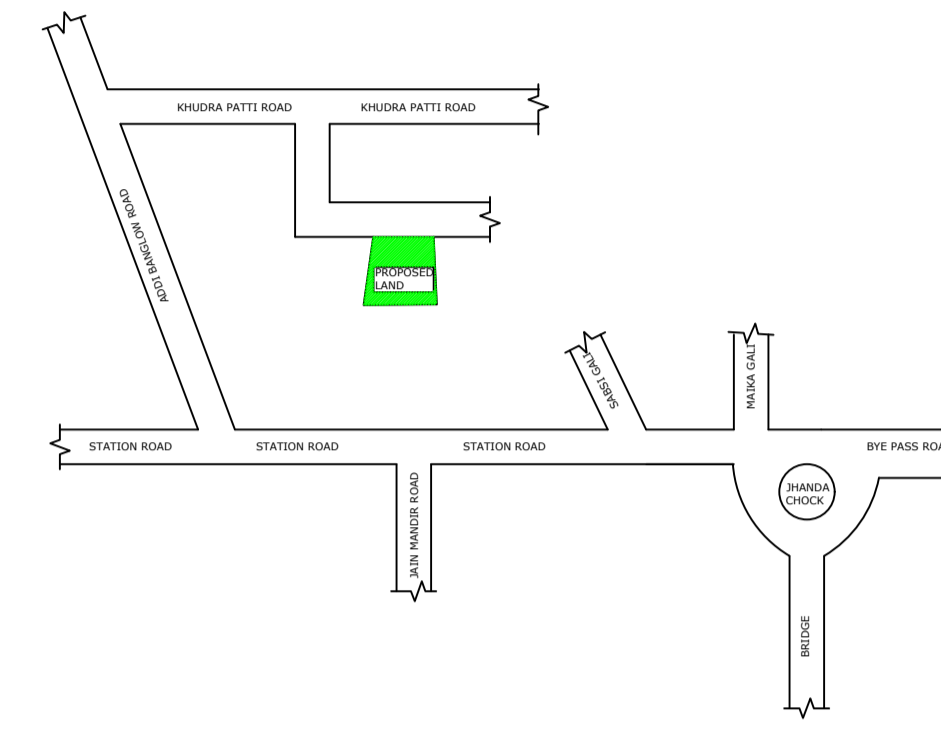 KHUDRA PATTI ROAD
KHUDRA PATTI ROAD
ADDI BANGLOW ROAD
PROPOSED
LAND
SABSI GALI
MAIKA GALI
STATION ROAD
STATION ROAD
STATION ROAD
BYE PASS ROA
JHANDA
CHOCK
JAIN MANDIR ROAD
BRIDGE